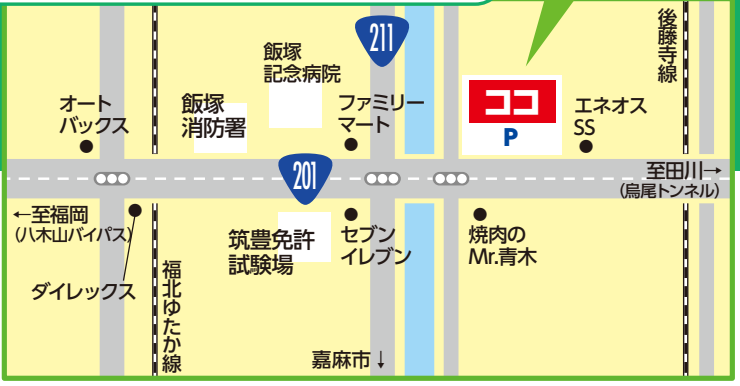 211
後藤寺線
飯塚
記念病院
オート
バックス
飯塚
消防署
ファミリー
マート
ココ
P
エネオス
SS
201
至田川→
(烏尾トンネル)
←至福岡
(八木山バイパス)
筑豊免許
試験場
セブン
イレブン
焼肉の
Mr.青木
ダイレックス
福北ゆたか線
嘉麻市↓